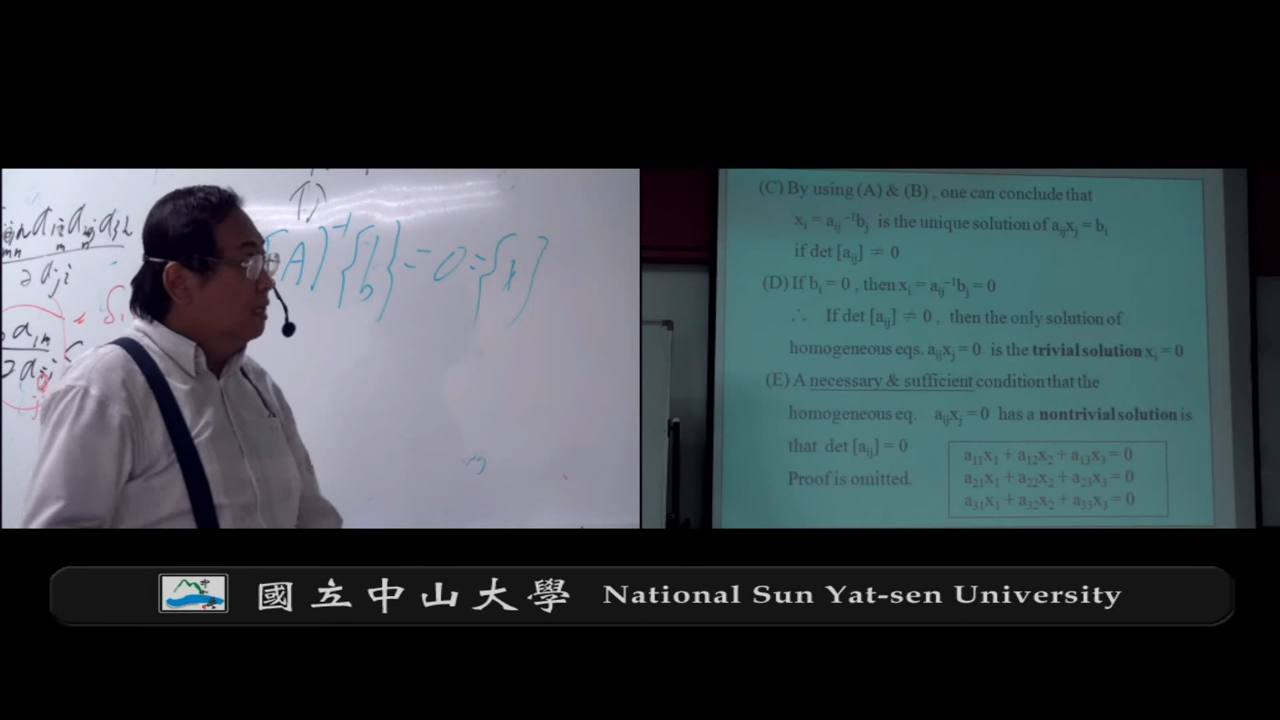 [A]⁻¹{b}=0={x}
(C) By using (A) & (B) , one can conclude that
xᵢ = aᵢⱼ⁻¹bⱼ is the unique solution of aᵢⱼxⱼ = bᵢ
if det [aᵢⱼ] ≠ 0
(D) If bᵢ = 0 , then xᵢ = aᵢⱼ⁻¹bⱼ = 0
∴ If det [aᵢⱼ] ≠ 0 , then the only solution of
homogeneous eqs. aᵢⱼxⱼ = 0 is the trivial solution xᵢ = 0
(E) A necessary & sufficient condition that the
homogeneous eq. aᵢⱼxⱼ = 0 has a nontrivial solution is
that det [aᵢⱼ] = 0
Proof is omitted.
a₁₁x₁ + a₁₂x₂ + a₁₃x₃ = 0
a₂₁x₁ + a₂₂x₂ + a₂₃x₃ = 0
a₃₁x₁ + a₃₂x₂ + a₃₃x₃ = 0
國立中山大學 National Sun Yat-sen University